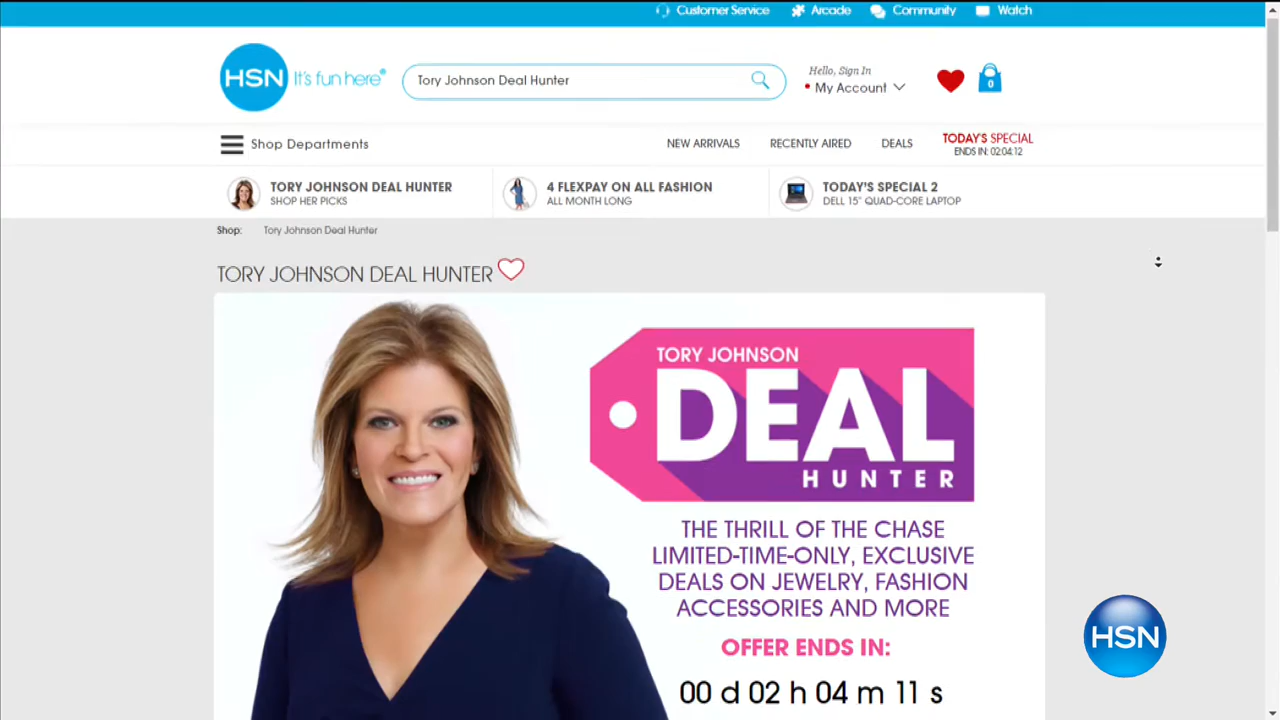 Customer Service Arcade Community Watch
HSN It's fun here®
Tory Johnson Deal Hunter
Hello, Sign In
My Account
0
Shop Departments
NEW ARRIVALS RECENTLY AIRED DEALS TODAY'S SPECIAL
ENDS IN: 02:04:12
TORY JOHNSON DEAL HUNTER
SHOP HER PICKS
4 FLEXPAY ON ALL FASHION
ALL MONTH LONG
TODAY'S SPECIAL 2
DELL 15" QUAD-CORE LAPTOP
Shop: Tory Johnson Deal Hunter
TORY JOHNSON DEAL HUNTER
TORY JOHNSON
DEAL
HUNTER
THE THRILL OF THE CHASE
LIMITED-TIME-ONLY, EXCLUSIVE
DEALS ON JEWELRY, FASHION
ACCESSORIES AND MORE
OFFER ENDS IN:
00 d 02 h 04 m 11 s
HSN